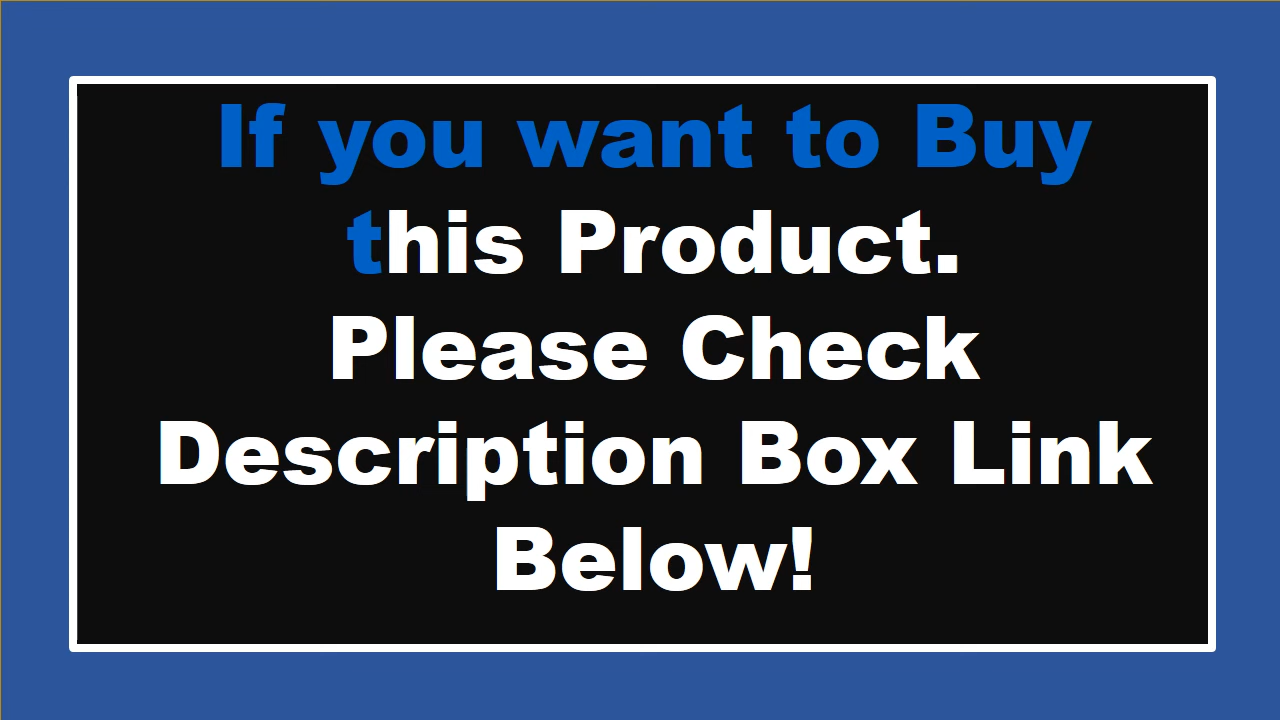 If you want to Buy
this Product.
Please Check
Description Box Link
Below!